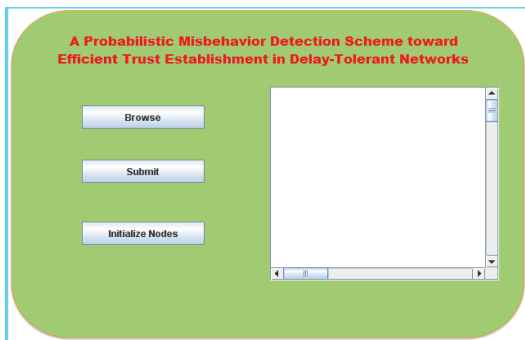 A Probabilistic Misbehavior Detection Scheme toward
Efficient Trust Establishment in Delay-Tolerant Networks
Browse
Submit
Initialize Nodes